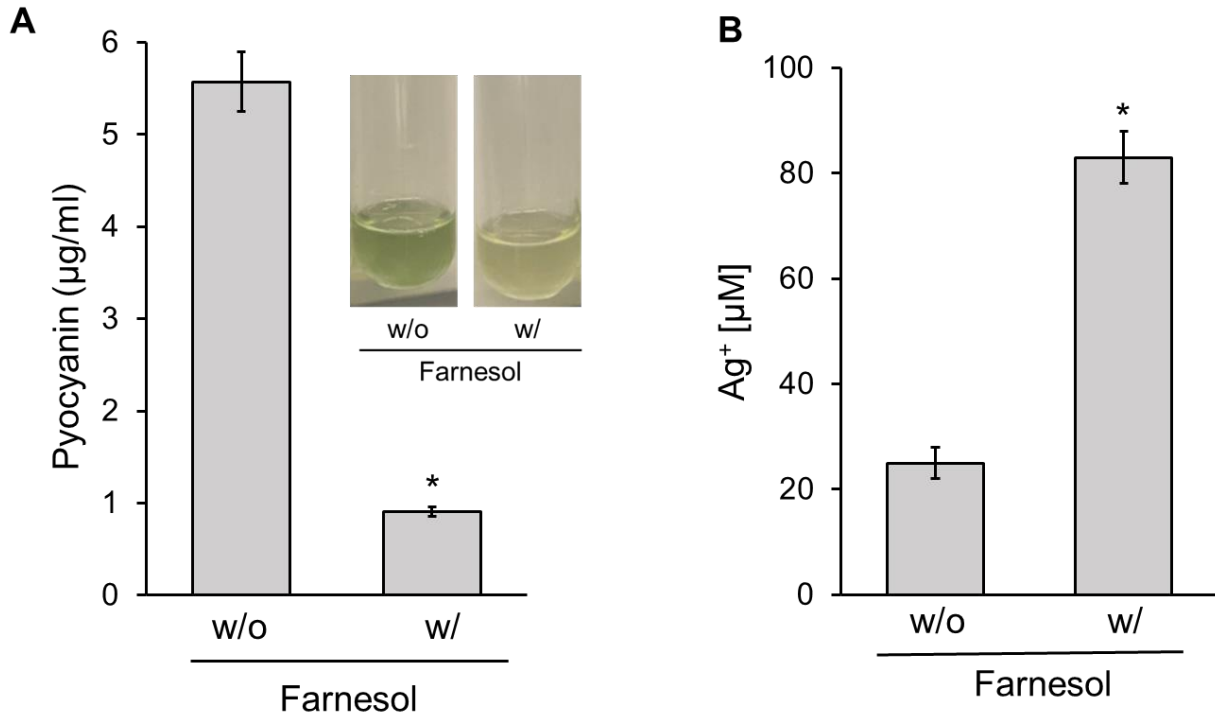 A
Pyocyanin (µg/ml)
6
5
4
3
2
1
0
*
w/o w/
Farnesol
w/o w/
Farnesol
B
Ag⁺ [µM]
100
80
60
40
20
0
*
w/o w/
Farnesol